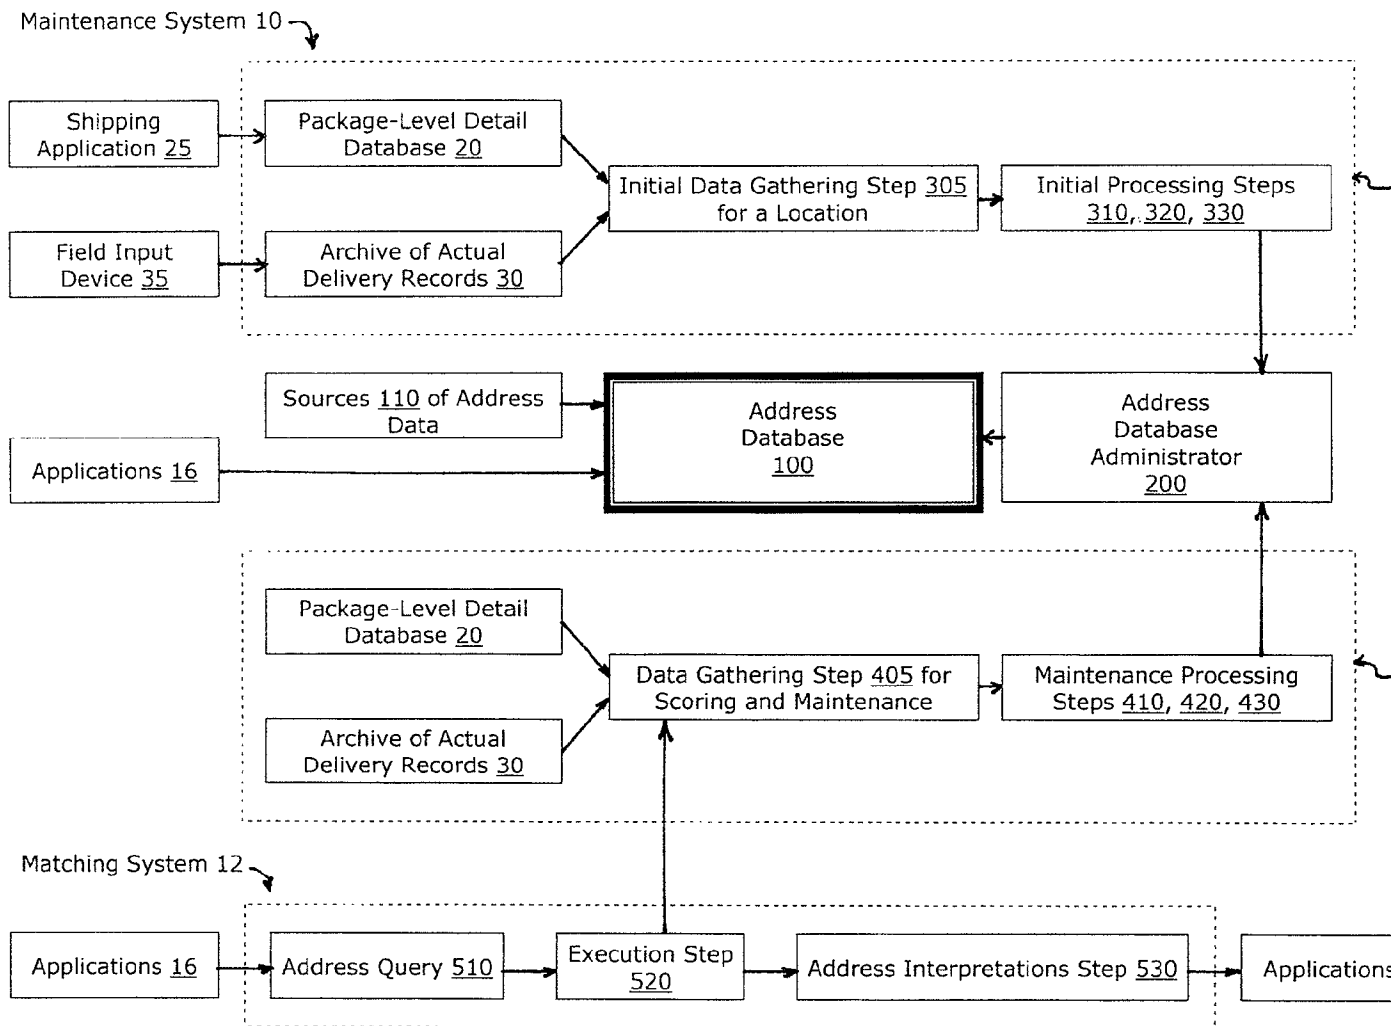 Maintenance System 10
Shipping
Application 25
Package-Level Detail
Database 20
Initial Data Gathering Step 305
for a Location
Initial Processing Steps
310, 320, 330
Field Input
Device 35
Archive of Actual
Delivery Records 30
Sources 110 of Address
Data
Address
Database
100
Address
Database
Administrator
200
Applications 16
Package-Level Detail
Database 20
Data Gathering Step 405 for
Scoring and Maintenance
Maintenance Processing
Steps 410, 420, 430
Archive of Actual
Delivery Records 30
Matching System 12
Applications 16
Address Query 510
Execution Step
520
Address Interpretations Step 530
Applications